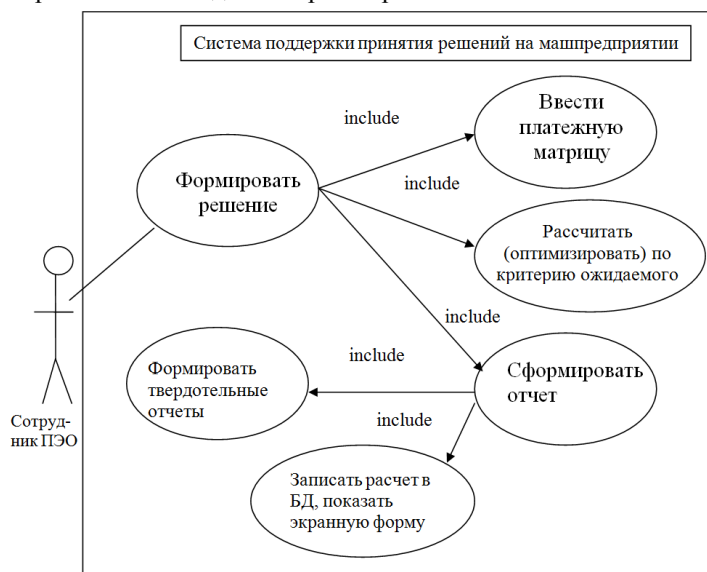 Система поддержки принятия решений на машпредприятии
include
Ввести
платежную
матрицу
Формировать
решение
include
Рассчитать
(оптимизировать) по
критерию ожидаемого
include
Сформировать
отчет
include
Формировать
твердотельные
отчеты
include
Сотруд-
ник ПЭО
Записать расчет в
БД, показать
экранную форму